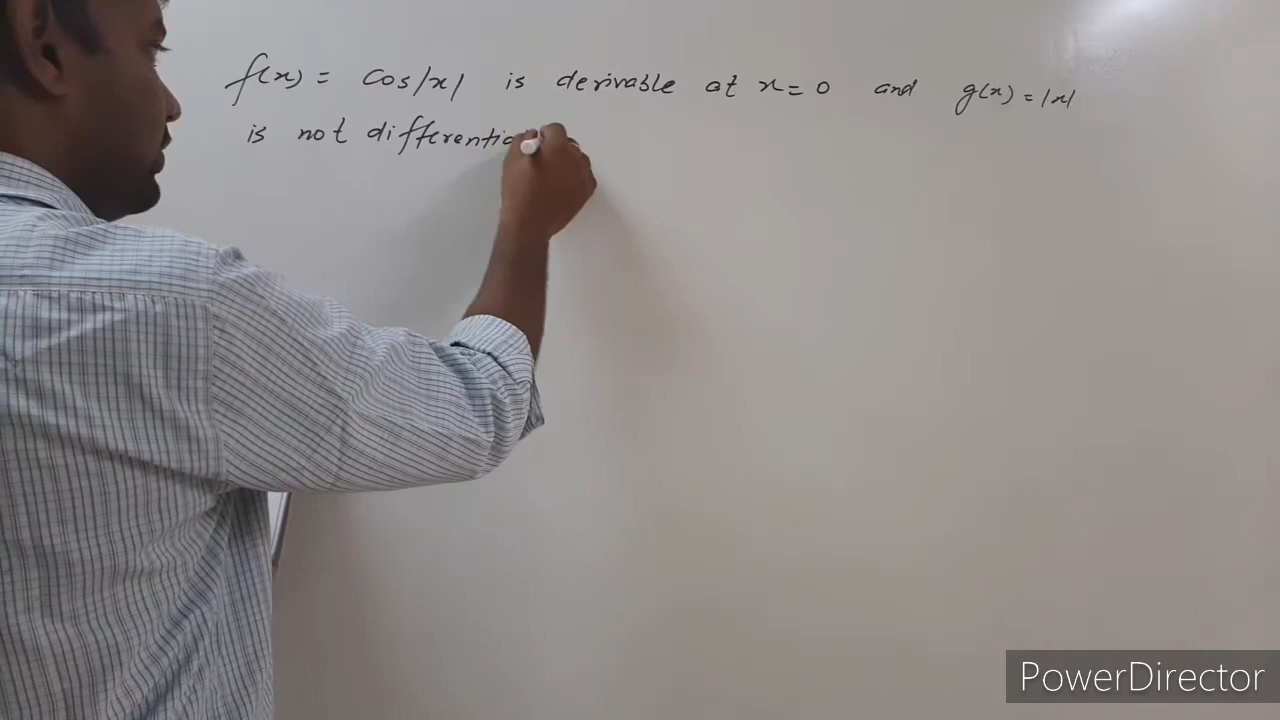 f(x) = cos|x| is derivable at x = 0 and g(x) = |x|
is not differentia
PowerDirector